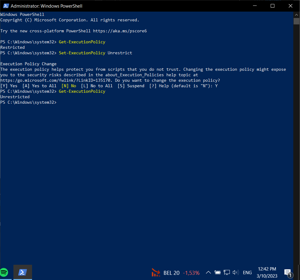 Administrator: Windows PowerShell
Windows PowerShell
Copyright (C) Microsoft Corporation. All rights reserved.
Try the new cross-platform PowerShell https://aka.ms/pscore6
PS C:\Windows\system32> Get-ExecutionPolicy
Restricted
PS C:\Windows\system32> Set-ExecutionPolicy Unrestrict
Execution Policy Change
The execution policy helps protect you from scripts that you do not trust. Changing the execution policy might expose
you to the security risks described in the about_Execution_Policies help topic at
https:/go.microsoft.com/fwlink/?LinkID=135170. Do you want to change the execution policy?
[Y] Yes [A] Yes to All [N] No [L] No to All [S] Suspend [?] Help (default is "N"): Y
PS C:\Windows\system32> Get-ExecutionPolicy
Unrestricted
PS C:\Windows\system32>
BEL 20 -1,53% ENG 12:42 PM
3/10/2023